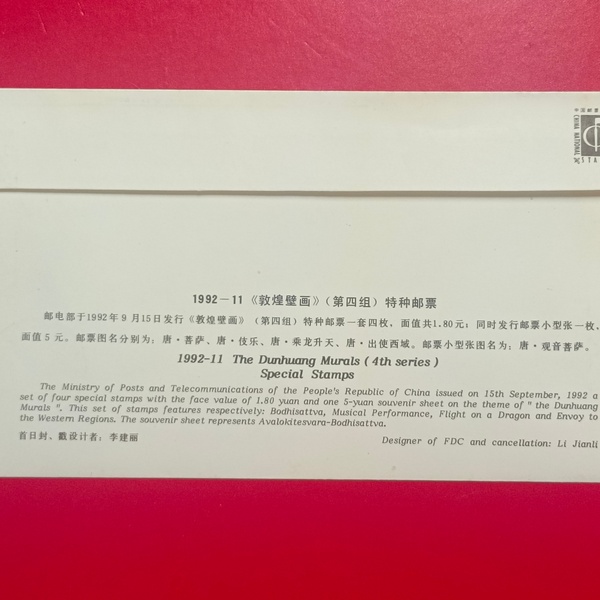 CHINA NATIONAL
STA
1992-11《敦煌壁画》(第四组)特种邮票
邮电部于1992年9月15日发行《敦煌壁画》(第四组)特种邮票一套四枚,面值共1.80元;同时发行邮票小型张一枚,
面值5元。邮票图名分别为:唐·菩萨、唐·伎乐、唐·乘龙升天、唐·出使西域。邮票小型张图名为:唐·观音菩萨。
1992-11 The Dunhuang Murals (4th series)
Special Stamps
The Ministry of Posts and Telecommunications of the People's Republic of China issued on 15th September, 1992 a
set of four special stamps with the face value of 1.80 yuan and one 5-yuan souvenir sheet on the theme of " the Dunhuang
Murals ". This set of stamps features respectively: Bodhisattva, Musical Performance, Flight on a Dragon and Envoy to
the Western Regions. The souvenir sheet represents Avalokitesvara-Bodhisattva.
首日封、戳设计者:李建丽
Designer of FDC and cancellation: Li Jianli